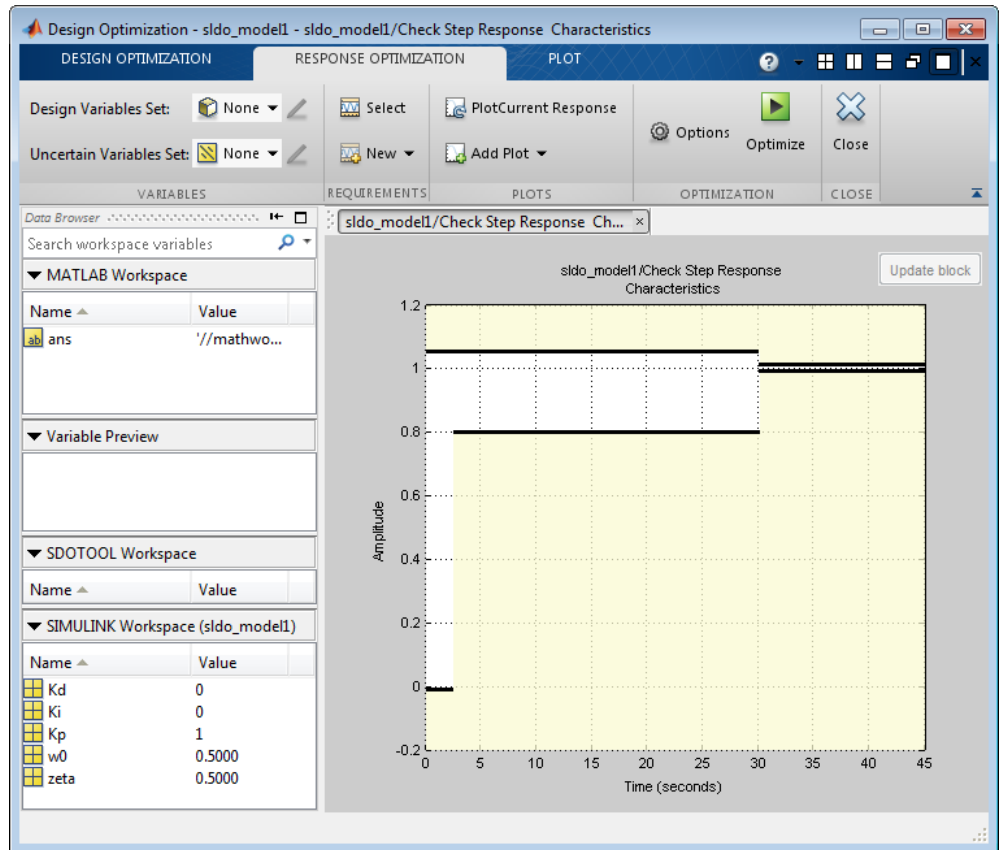 Design Optimization - sldo_model1 - sldo_model1/Check Step Response Characteristics
DESIGN OPTIMIZATION
RESPONSE OPTIMIZATION
PLOT
?
Design Variables Set: None
Select
PlotCurrent Response
Options
Optimize
Close
Uncertain Variables Set: None
New
Add Plot
VARIABLES
REQUIREMENTS
PLOTS
OPTIMIZATION
CLOSE
Data Browser
Search workspace variables
MATLAB Workspace
Name Value
ab ans '//mathwo...
Variable Preview
SDOTOOL Workspace
Name Value
SIMULINK Workspace (sldo_model1)
Name Value
Kd 0
Ki 0
Kp 1
w0 0.5000
zeta 0.5000
sldo_model1/Check Step Response Ch... ×
Update block
sldo_model1/Check Step Response
Characteristics
1.2
1
0.8
0.6
0.4
0.2
0
-0.2
Amplitude
0 5 10 15 20 25 30 35 40 45
Time (seconds)